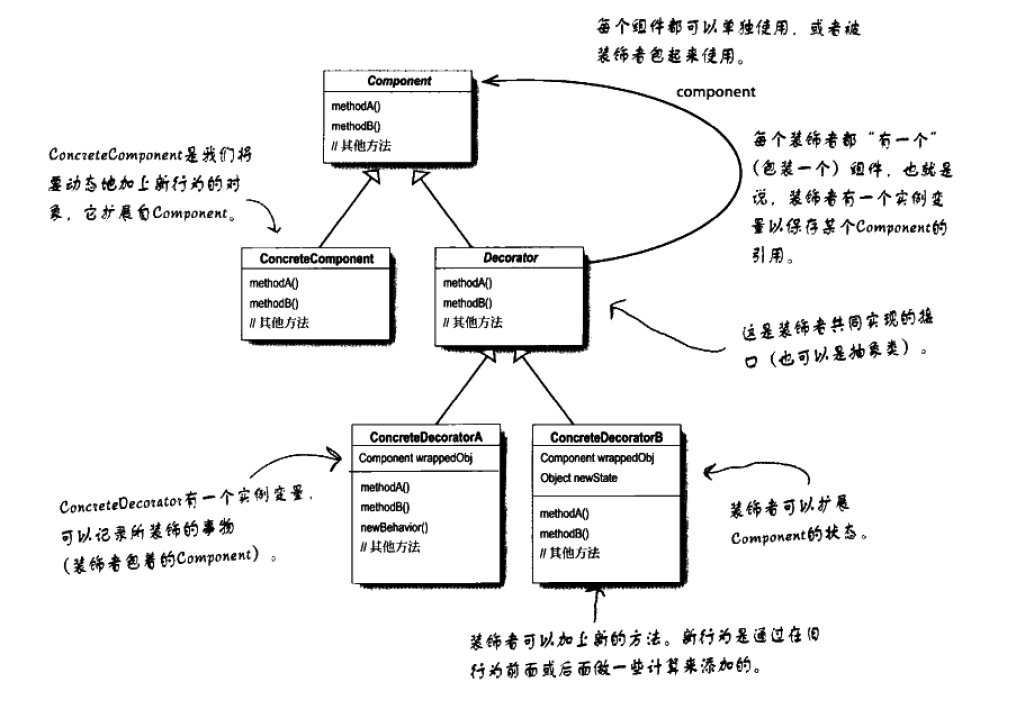 每个组件都可以单独使用，或者被
装饰者包起来使用。
Component
methodA()
methodB()
// 其他方法
component
每个装饰者都“有一个”
（包装一个）组件，也就是
说，装饰者有一个实例变
量以保存某个Component的
引用。
ConcreteComponent是我们将
要动态地加上新行为的对
象，它扩展自Component。
ConcreteComponent
methodA()
methodB()
// 其他方法
Decorator
methodA()
methodB()
// 其他方法
这是装饰者共同实现的接
口（也可以是抽象类）。
ConcreteDecoratorA
Component wrappedObj
methodA()
methodB()
newBehavior()
// 其他方法
ConcreteDecoratorB
Component wrappedObj
Object newState
methodA()
methodB()
// 其他方法
ConcreteDecorator有一个实例变量，
可以记录所装饰的事物
（装饰者包着的Component）。
装饰者可以扩展
Component的状态。
装饰者可以加上新的方法。新行为是通过在旧
行为前面或后面做一些计算来添加的。